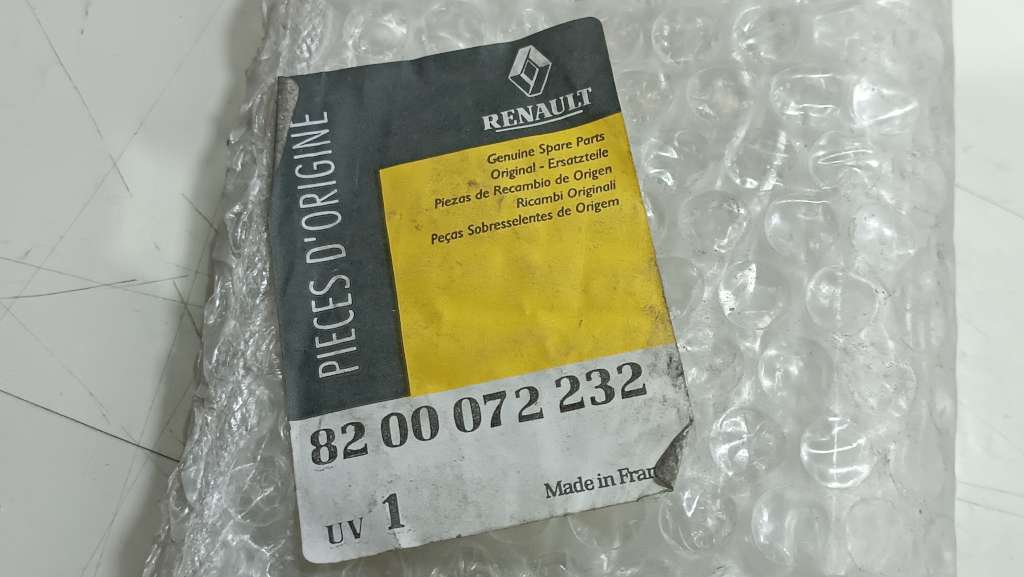 RENAULT
PIECES D'ORIGINE
Genuine Spare Parts
Original - Ersatzteile
Piezas de Recambio de Origen
Ricambi Originali
Peças Sobresselentes de Origem
82 00 072 232
UV 1
Made in Fran